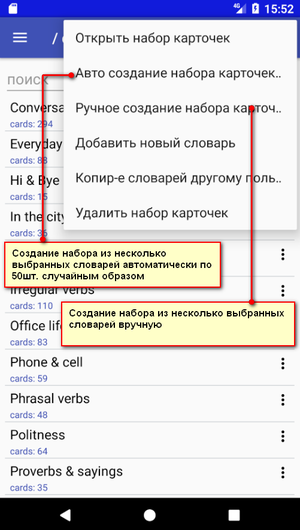 15:52
Открыть набор карточек
поиск
Авто создание набора карточек..
Conversa
cards: 294
Ручное создание набора карточ..
Everyday
cards: 88
Добавить новый словарь
Hi & Bye
cards: 15
Копир-е словарей другому поль..
In the city
cards: 36
Удалить набор карточек
Создание набора из несколько
выбранных словарей автоматически по
50шт. случайным образом
Irregular verbs
cards: 110
Создание набора из несколько выбранных
словарей вручную
Office life
cards: 83
Phone & cell
cards: 59
Phrasal verbs
cards: 48
Politness
cards: 64
Proverbs & sayings
cards: 35